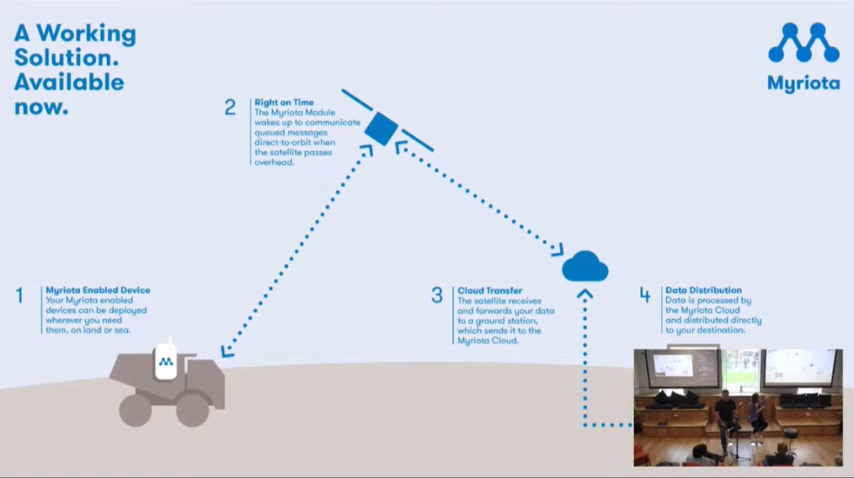 A Working
Solution.
Available
now.
Myriota
2
Right on Time
The Myriota Module
wakes up to communicate
queued messages
direct-to-orbit when
the satellite passes
overhead.
1
Myriota Enabled Device
Your Myriota enabled
devices can be deployed
wherever you need
them, on land or sea.
3
Cloud Transfer
The satellite receives
and forwards your data
to a ground station,
which sends it to the
Myriota Cloud.
4
Data Distribution
Data is processed by
the Myriota Cloud
and distributed directly
to your destination.